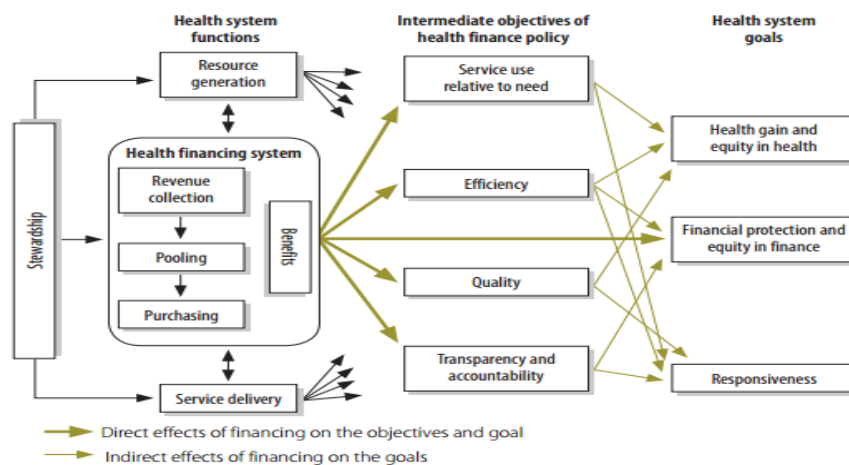 Health system
functions
Intermediate objectives of
health finance policy
Health system
goals
Resource
generation
Service use
relative to need
Stewardship
Health financing system
Revenue
collection
Pooling
Purchasing
Benefits
Efficiency
Quality
Transparency and
accountability
Health gain and
equity in health
Financial protection and
equity in finance
Responsiveness
Service delivery
Direct effects of financing on the objectives and goal
Indirect effects of financing on the goals